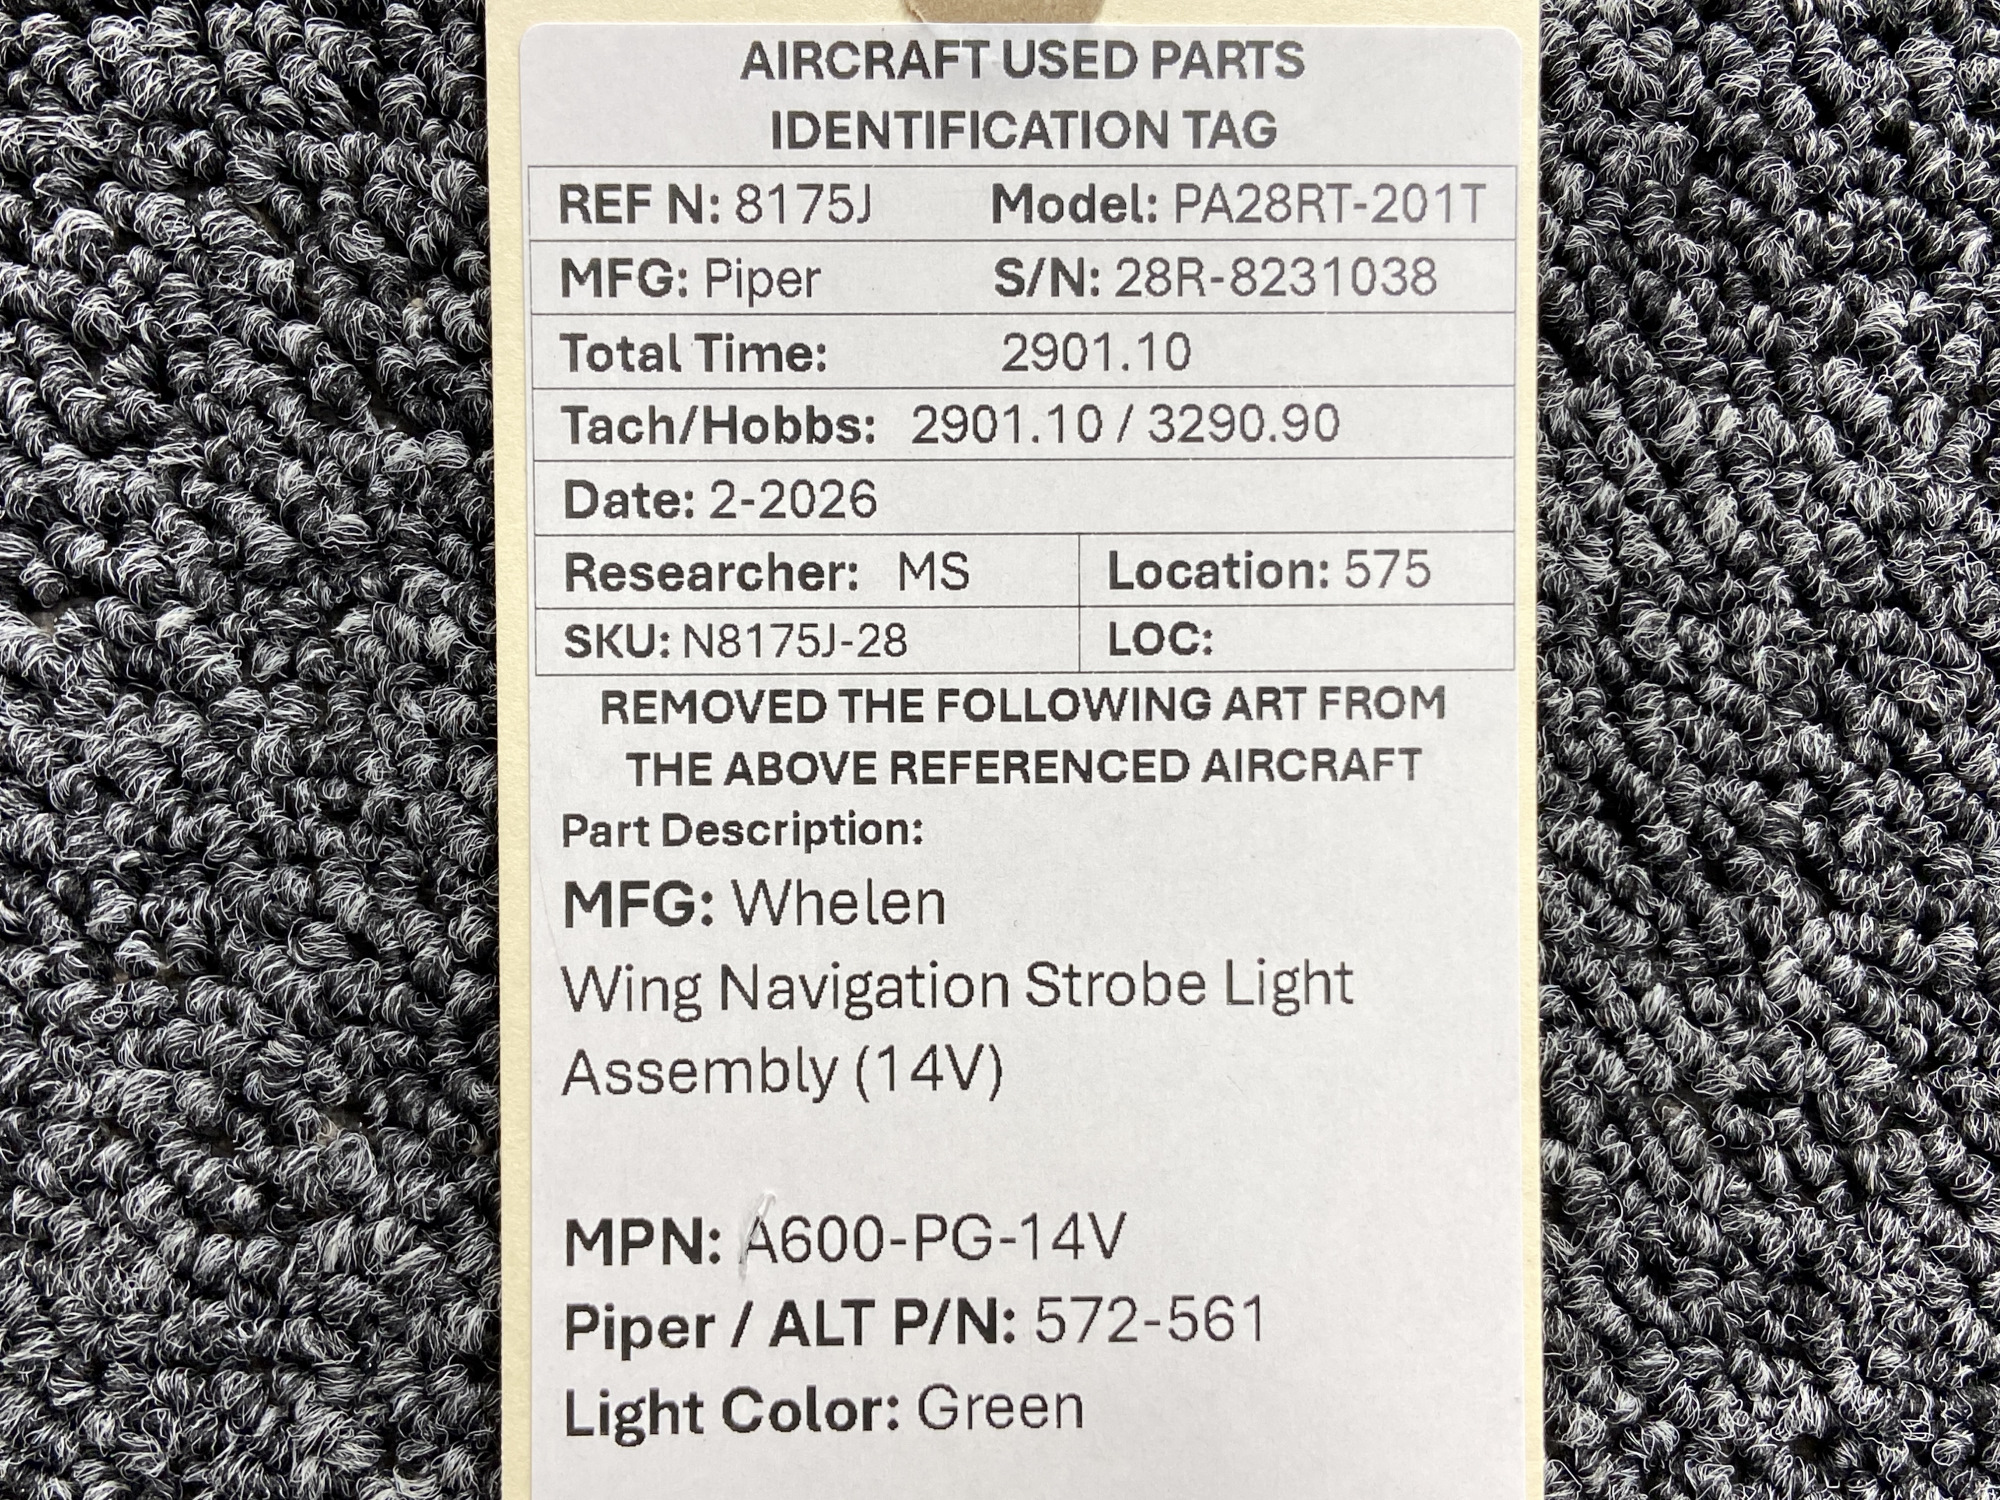 AIRCRAFT USED PARTS
IDENTIFICATION TAG
REF N: 8175J Model: PA28RT-201T
MFG: Piper S/N: 28R-8231038
Total Time: 2901.10
Tach/Hobbs: 2901.10 / 3290.90
Date: 2-2026
Researcher: MS Location: 575
SKU: N8175J-28 LOC:
REMOVED THE FOLLOWING ART FROM
THE ABOVE REFERENCED AIRCRAFT
Part Description:
MFG: Whelen
Wing Navigation Strobe Light
Assembly (14V)
MPN: A600-PG-14V
Piper / ALT P/N: 572-561
Light Color: Green